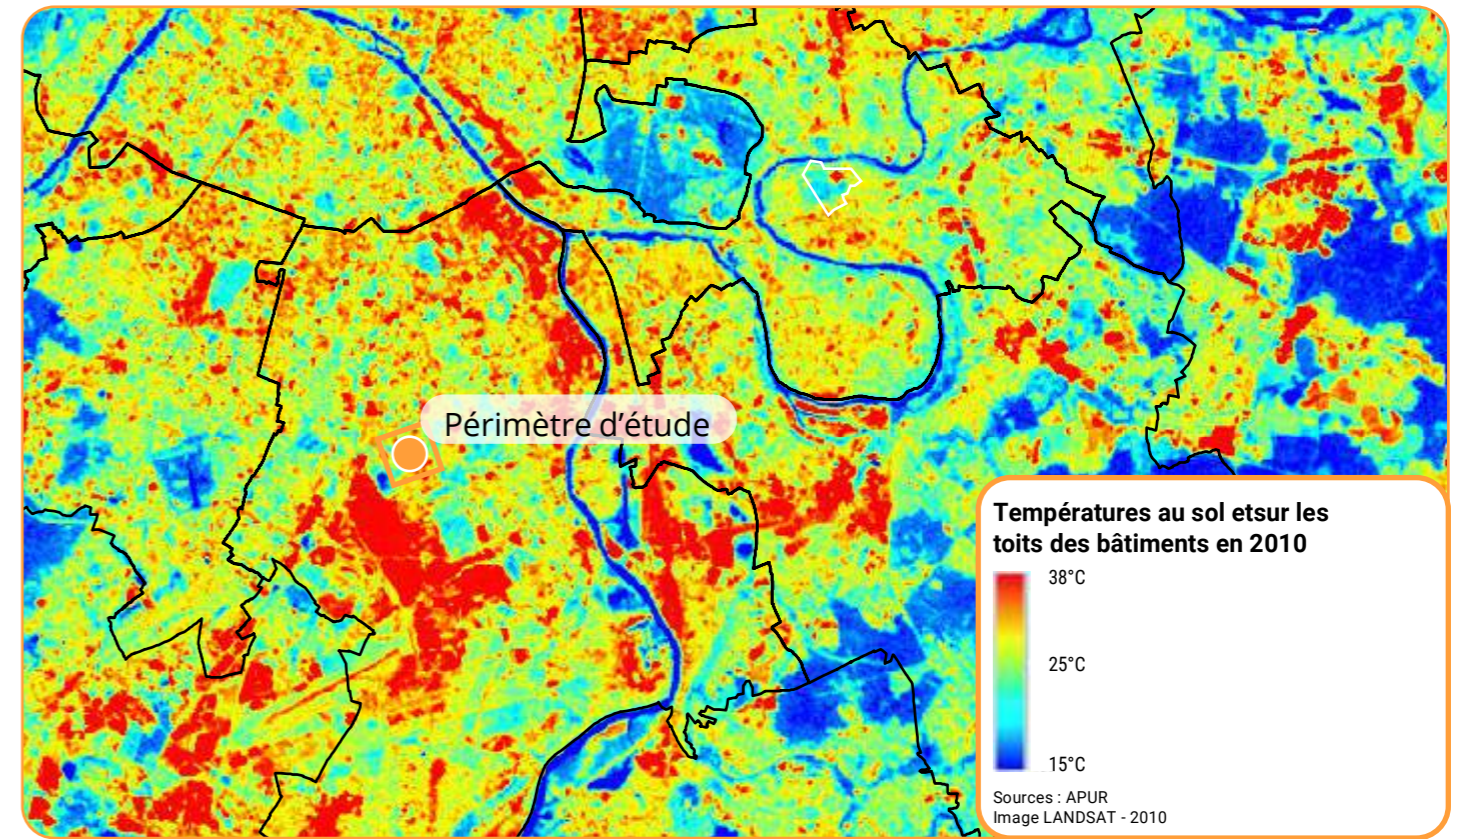 Périmètre d'étude
Températures au sol etsur les
toits des bâtiments en 2010
38°C
25°C
15°C
Sources : APUR
Image LANDSAT - 2010